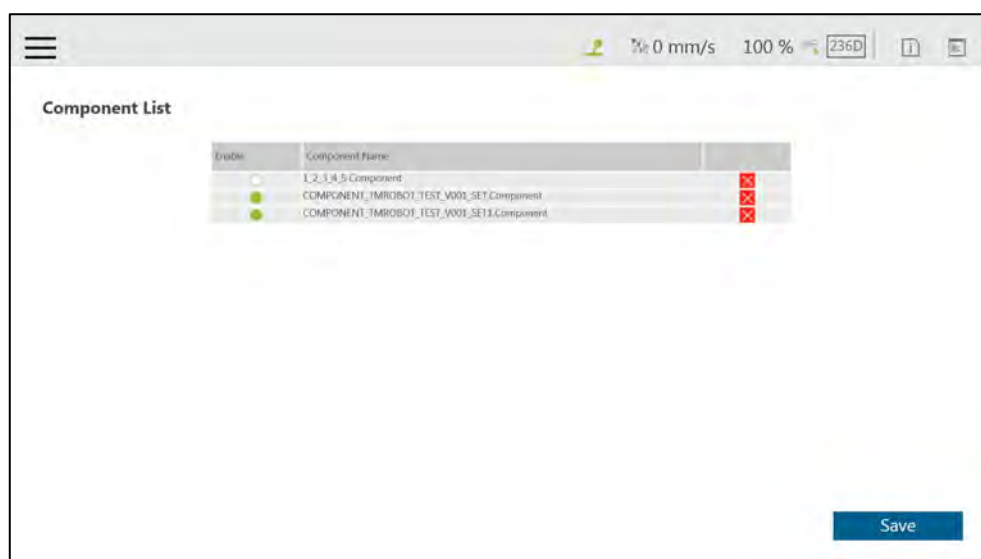 0 mm/s 100 % 236D
Component List
Enable Component Name
1_2_3_4_5.Component
COMPONENT_TMROBOT_TEST_V001_SET.Component
COMPONENT_TMROBOT_TEST_V001_SET1.Component
Save